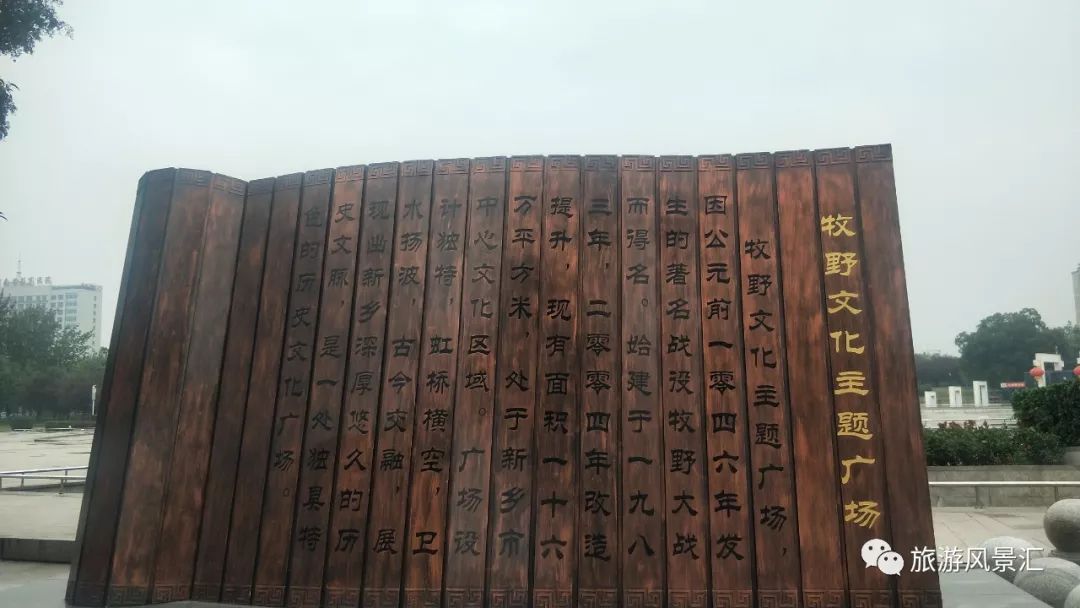 牧野文化主题广场
牧野文化主题广场,
因公元前一零四六年发
生的著名战役牧野大战
而得名。始建于一九八
三年,二零零四年改造
提升,现有面积一十六
万平方米,处于新乡市
中心文化区域。广场设
计独特,虹桥横空,卫
水扬波,古今交融,展
现出新乡深厚悠久的历
史文脉,是一处独具特
色的历史文化广场。
旅游风景汇